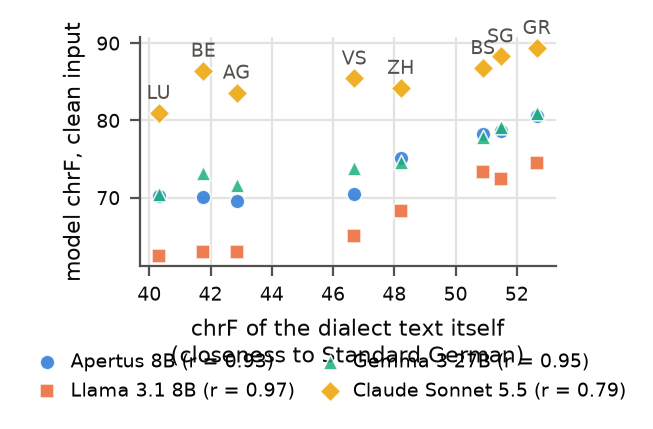 model chrF, clean input
90
80
70
LU
BE
AG
VS
ZH
BS
SG
GR
40 42 44 46 48 50 52
chrF of the dialect text itself
(closeness to Standard German)
Apertus 8B (r = 0.93) Gemma 3 27B (r = 0.95)
Llama 3.1 8B (r = 0.97) Claude Sonnet 5.5 (r = 0.79)